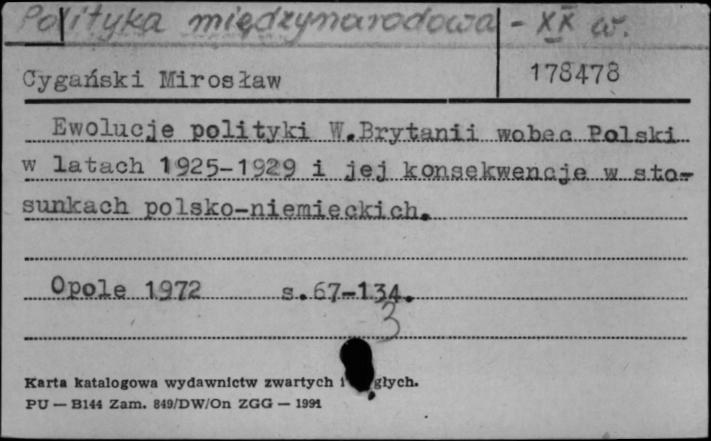 Polityka międzynarodowa - XX w.
Cygański Mirosław
178478
Ewolucje polityki W.Brytanii wobec Polski
w latach 1925-1929 i jej konsekwencje w sto-
sunkach polsko-niemieckich.
Opole 1972 s.67-134.
3
Karta katalogowa wydawnictw zwartych i głych.
PU — B144 Zam. 849/DW/On ZGG — 1991